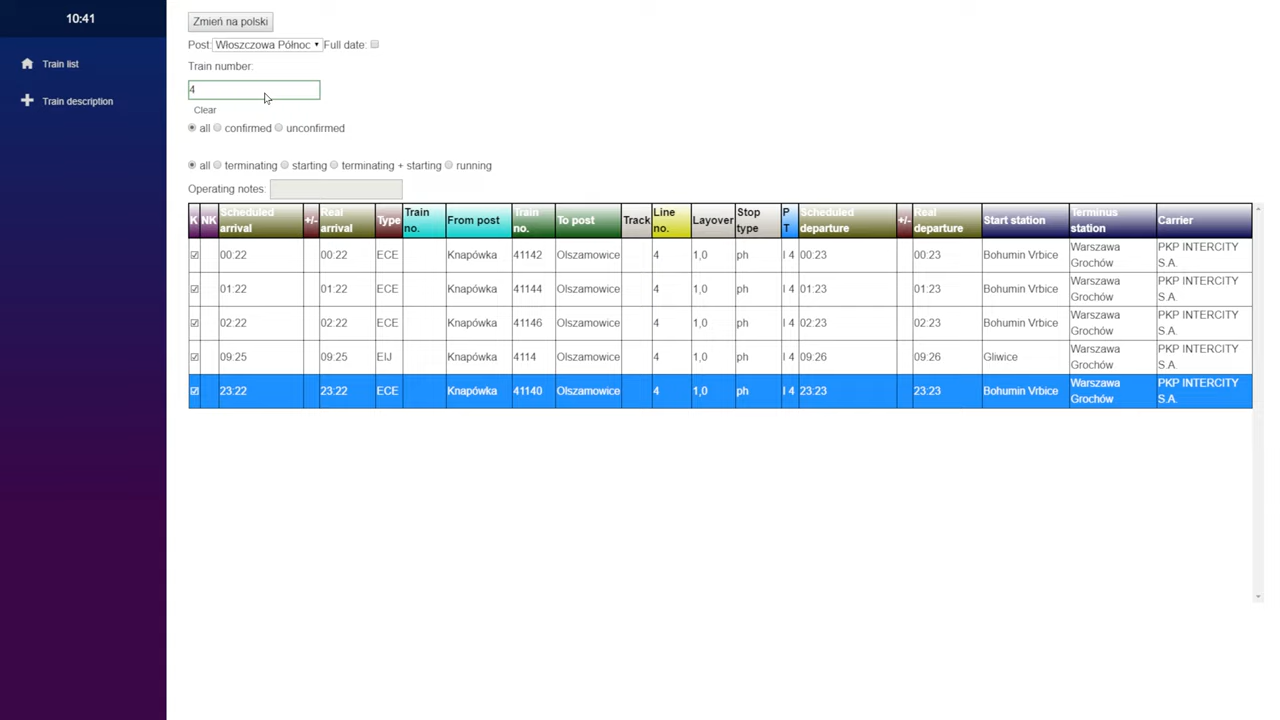 10:41
Train list
Train description
Zmień na polski
Post: Włoszczowa Północ Full date:
Train number:
4
Clear
all confirmed unconfirmed
all terminating starting terminating + starting running
Operating notes:
K NK Scheduled arrival +/- Real arrival Type Train no. From post Train no. To post Track Line no. Layover Stop type P T Scheduled departure +/- Real departure Start station Terminus station Carrier
00:22 00:22 ECE Knapówka 41142 Olszamowice 4 1,0 ph I 4 00:23 00:23 Bohumin Vrbice Warszawa Grochów PKP INTERCITY S.A.
01:22 01:22 ECE Knapówka 41144 Olszamowice 4 1,0 ph I 4 01:23 01:23 Bohumin Vrbice Warszawa Grochów PKP INTERCITY S.A.
02:22 02:22 ECE Knapówka 41146 Olszamowice 4 1,0 ph I 4 02:23 02:23 Bohumin Vrbice Warszawa Grochów PKP INTERCITY S.A.
09:25 09:25 EIJ Knapówka 4114 Olszamowice 4 1,0 ph I 4 09:26 09:26 Gliwice Warszawa Grochów PKP INTERCITY S.A.
23:22 23:22 ECE Knapówka 41140 Olszamowice 4 1,0 ph I 4 23:23 23:23 Bohumin Vrbice Warszawa Grochów PKP INTERCITY S.A.